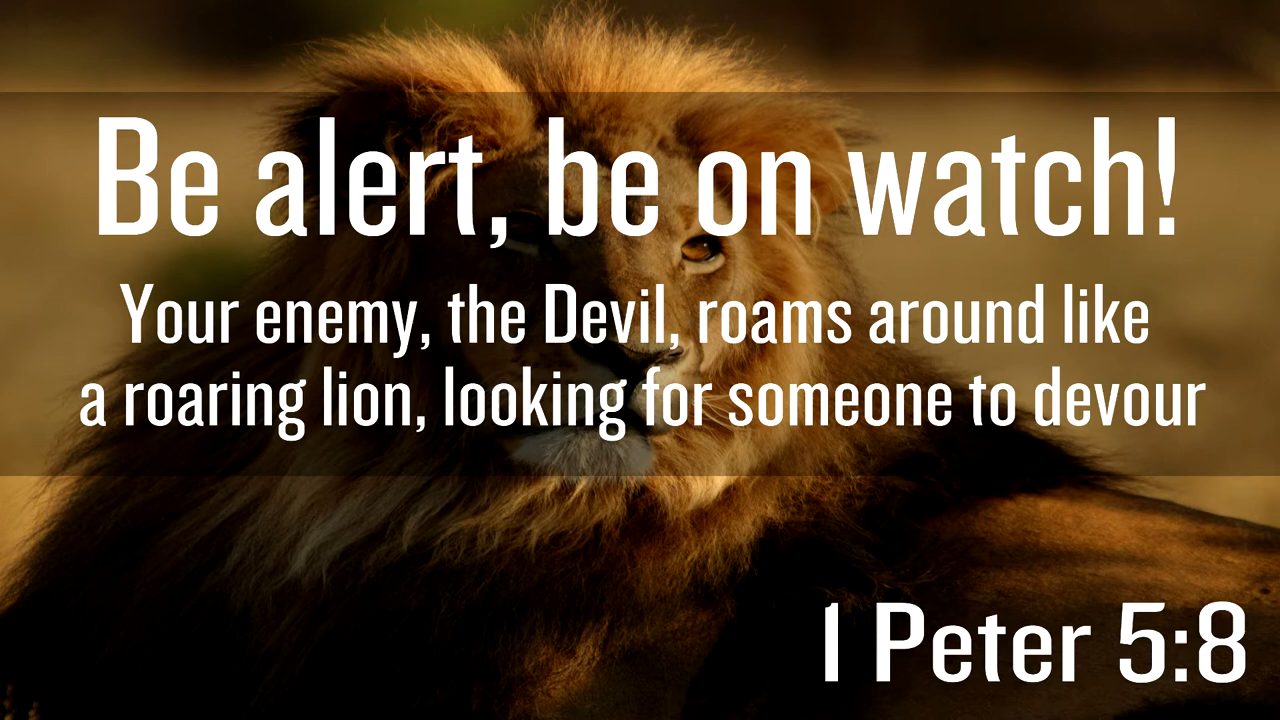 Be alert, be on watch!
Your enemy, the Devil, roams around like
a roaring lion, looking for someone to devour
1 Peter 5:8